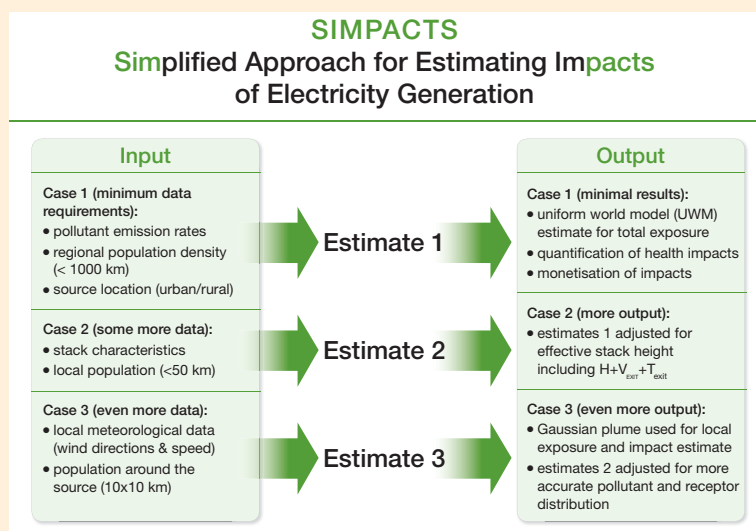 SIMPACTS
Simplified Approach for Estimating Impacts
of Electricity Generation
Input
Case 1 (minimum data
requirements):
• pollutant emission rates
• regional population density
(< 1000 km)
• source location (urban/rural)
Case 2 (some more data):
• stack characteristics
• local population (<50 km)
Case 3 (even more data):
• local meteorological data
(wind directions & speed)
• population around the
source (10x10 km)
Estimate 1
Estimate 2
Estimate 3
Output
Case 1 (minimal results):
• uniform world model (UWM)
estimate for total exposure
• quantification of health impacts
• monetisation of impacts
Case 2 (more output):
• estimates 1 adjusted for
effective stack height
including H+V_EXIT+T_exit
Case 3 (even more output):
• Gaussian plume used for local
exposure and impact estimate
• estimates 2 adjusted for more
accurate pollutant and receptor
distribution